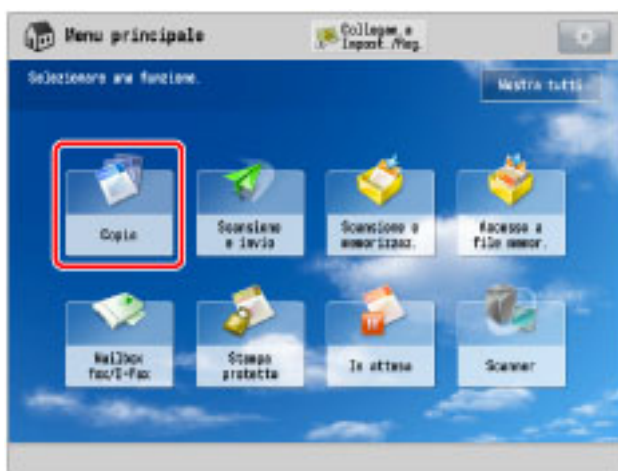 Menu principale
Collegam. a
Impost./Reg.
Selezionare una funzione.
Mostra tutti
Copia
Scansione
e invio
Scansione e
memorizzaz.
Accesso a
file memor.
Mailbox
fax/I-Fax
Stampa
protetta
In attesa
Scanner